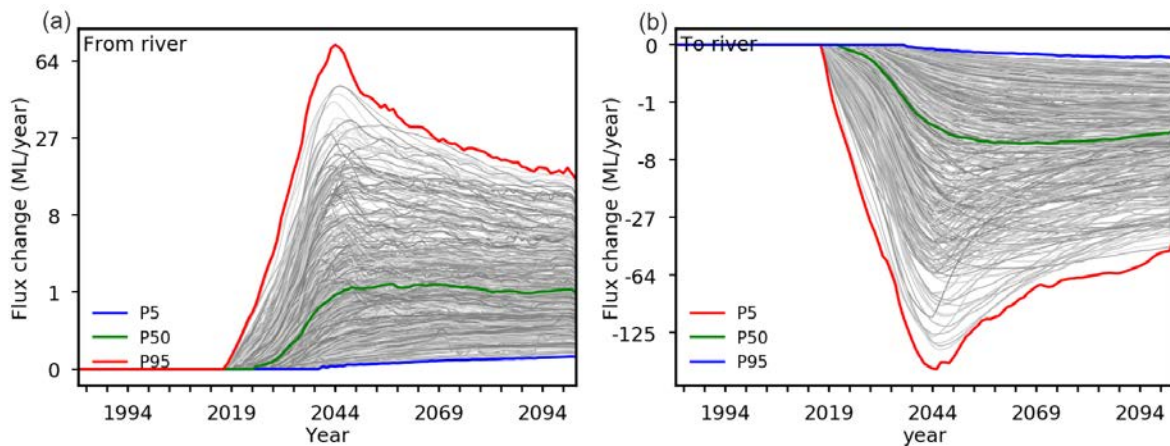 (a)
From river
Flux change (ML/year)
64
27
8
1
0
P5
P50
P95
1994 2019 2044 2069 2094
Year
(b)
To river
Flux change (ML/year)
0
-1
-8
-27
-64
-125
P5
P50
P95
1994 2019 2044 2069 2094
year